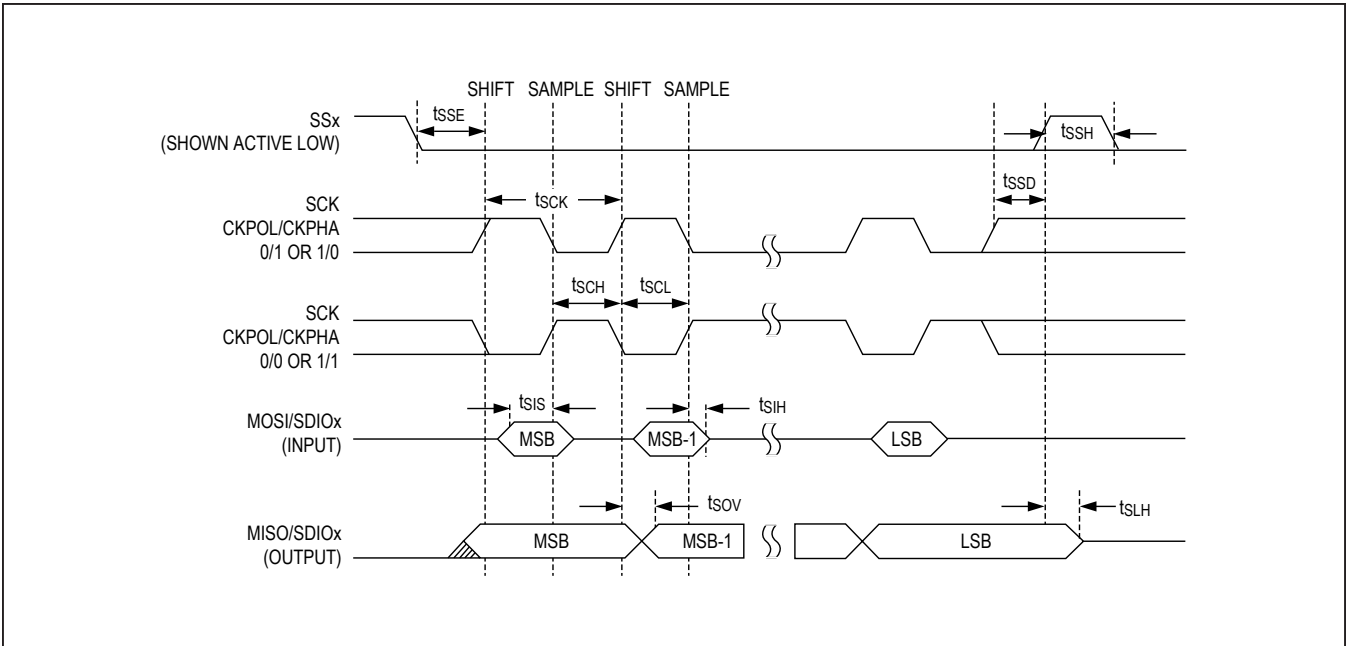 SHIFT SAMPLE SHIFT SAMPLE
SSx
(SHOWN ACTIVE LOW)
tSSE
tSSH
tSSD
SCK
CKPOL/CKPHA
0/1 OR 1/0
tSCK
tSCH
tSCL
SCK
CKPOL/CKPHA
0/0 OR 1/1
tSIS
tSIH
MOSI/SDIOx
(INPUT)
MSB
MSB-1
LSB
tSOV
tSLH
MISO/SDIOx
(OUTPUT)
MSB
MSB-1
LSB